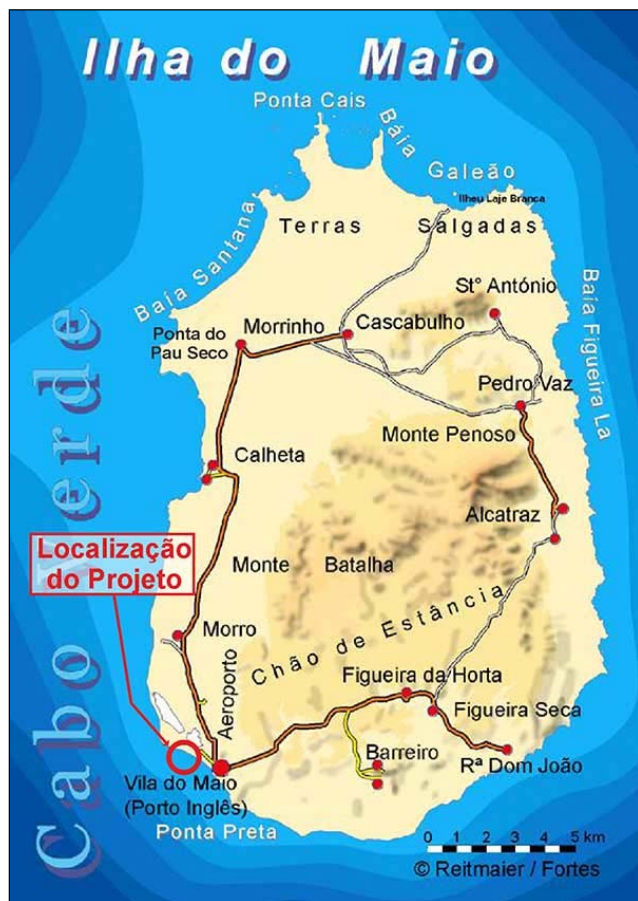 Ilha do Maio
Ponta Cais
Báia
Galeão
Ilheu Laje Branca
Terras Salgadas
Baía Santana
Stº António
Baía Figueira La
Morrinho
Cascabulho
Ponta do
Pau Seco
Pedro Vaz
Monte Penoso
Calheta
Alcatraz
Cabo Verde
Localização
do Projeto
Monte Batalha
Chão de Estância
Morro
Aeroporto
Figueira da Horta
Figueira Seca
Barreiro
Rª Dom João
Vila do Maio
(Porto Inglês)
Ponta Preta
0 1 2 3 4 5 km
© Reitmaier / Fortes